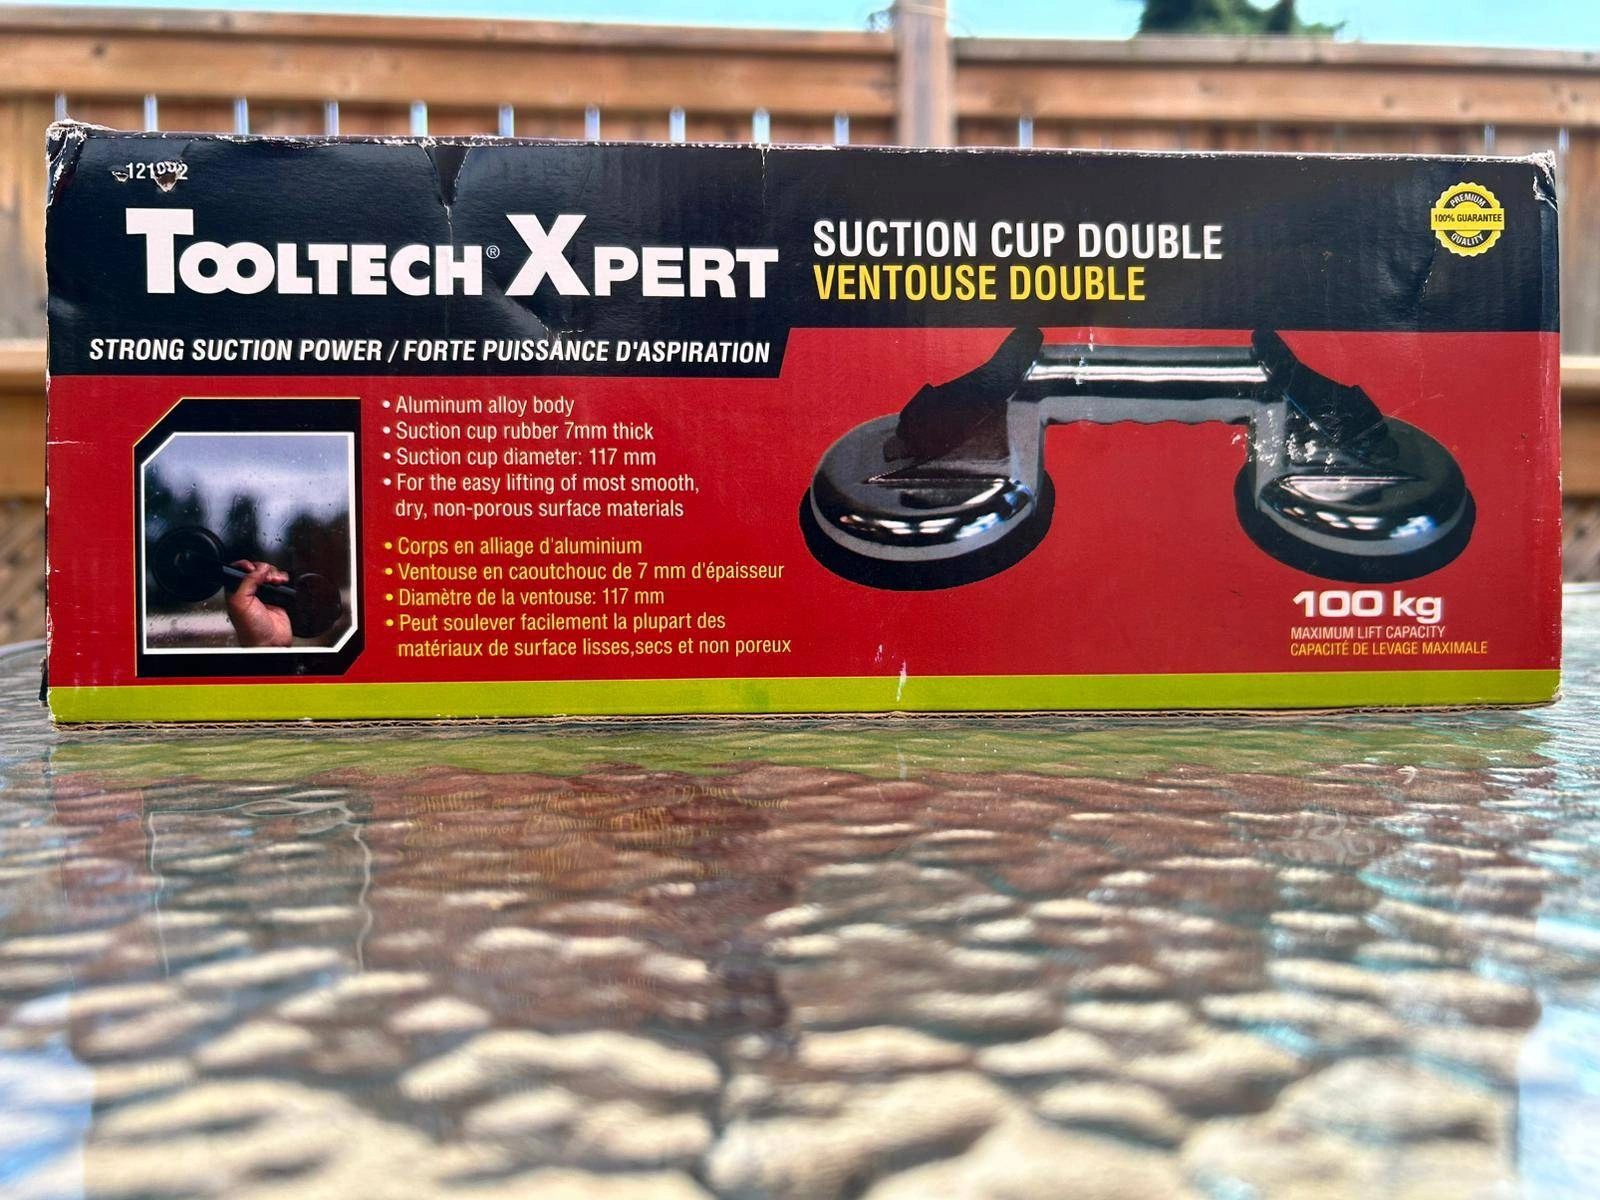 TOOLTECH® XPERT
SUCTION CUP DOUBLE
VENTOUSE DOUBLE
PREMIUM
100% GUARANTEE
QUALITY
STRONG SUCTION POWER / FORTE PUISSANCE D'ASPIRATION
• Aluminum alloy body
• Suction cup rubber 7mm thick
• Suction cup diameter: 117 mm
• For the easy lifting of most smooth,
dry, non-porous surface materials
• Corps en alliage d'aluminium
• Ventouse en caoutchouc de 7 mm d'épaisseur
• Diamètre de la ventouse: 117 mm
• Peut soulever facilement la plupart des
matériaux de surface lisses,secs et non poreux
100 kg
MAXIMUM LIFT CAPACITY
CAPACITÉ DE LEVAGE MAXIMALE